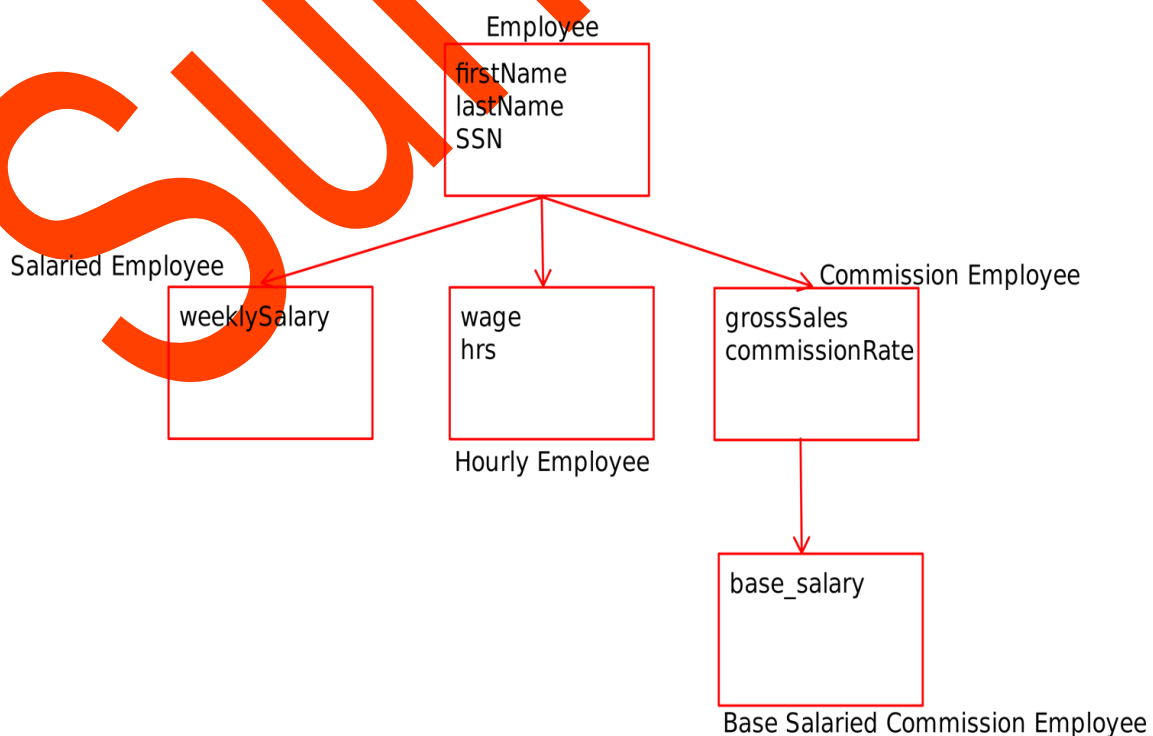 Employee
firstName
lastName
SSN
Salaried Employee
weeklySalary
wage
hrs
Hourly Employee
Commission Employee
grossSales
commissionRate
base_salary
Base Salaried Commission Employee